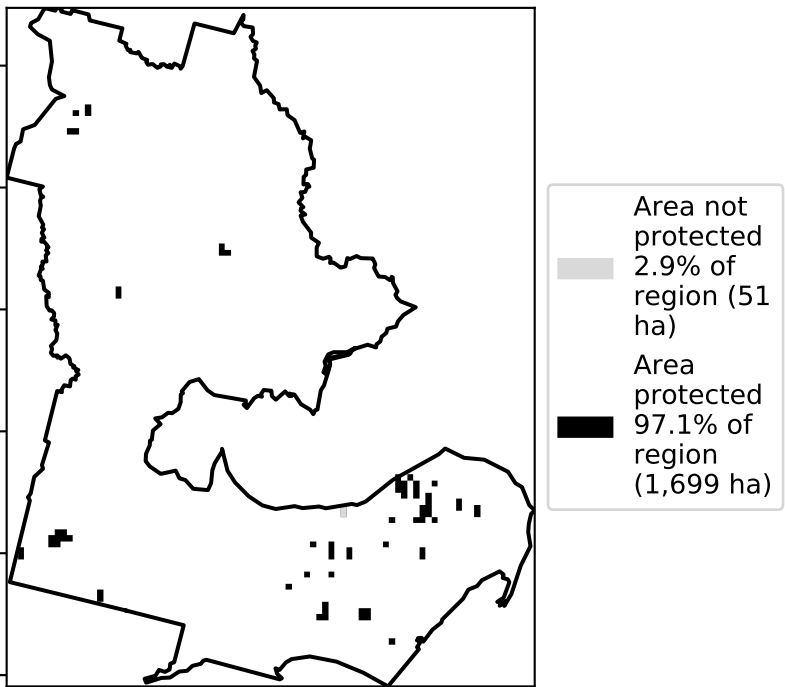 Area not
protected
2.9% of
region (51
ha)
Area
protected
97.1% of
region
(1,699 ha)